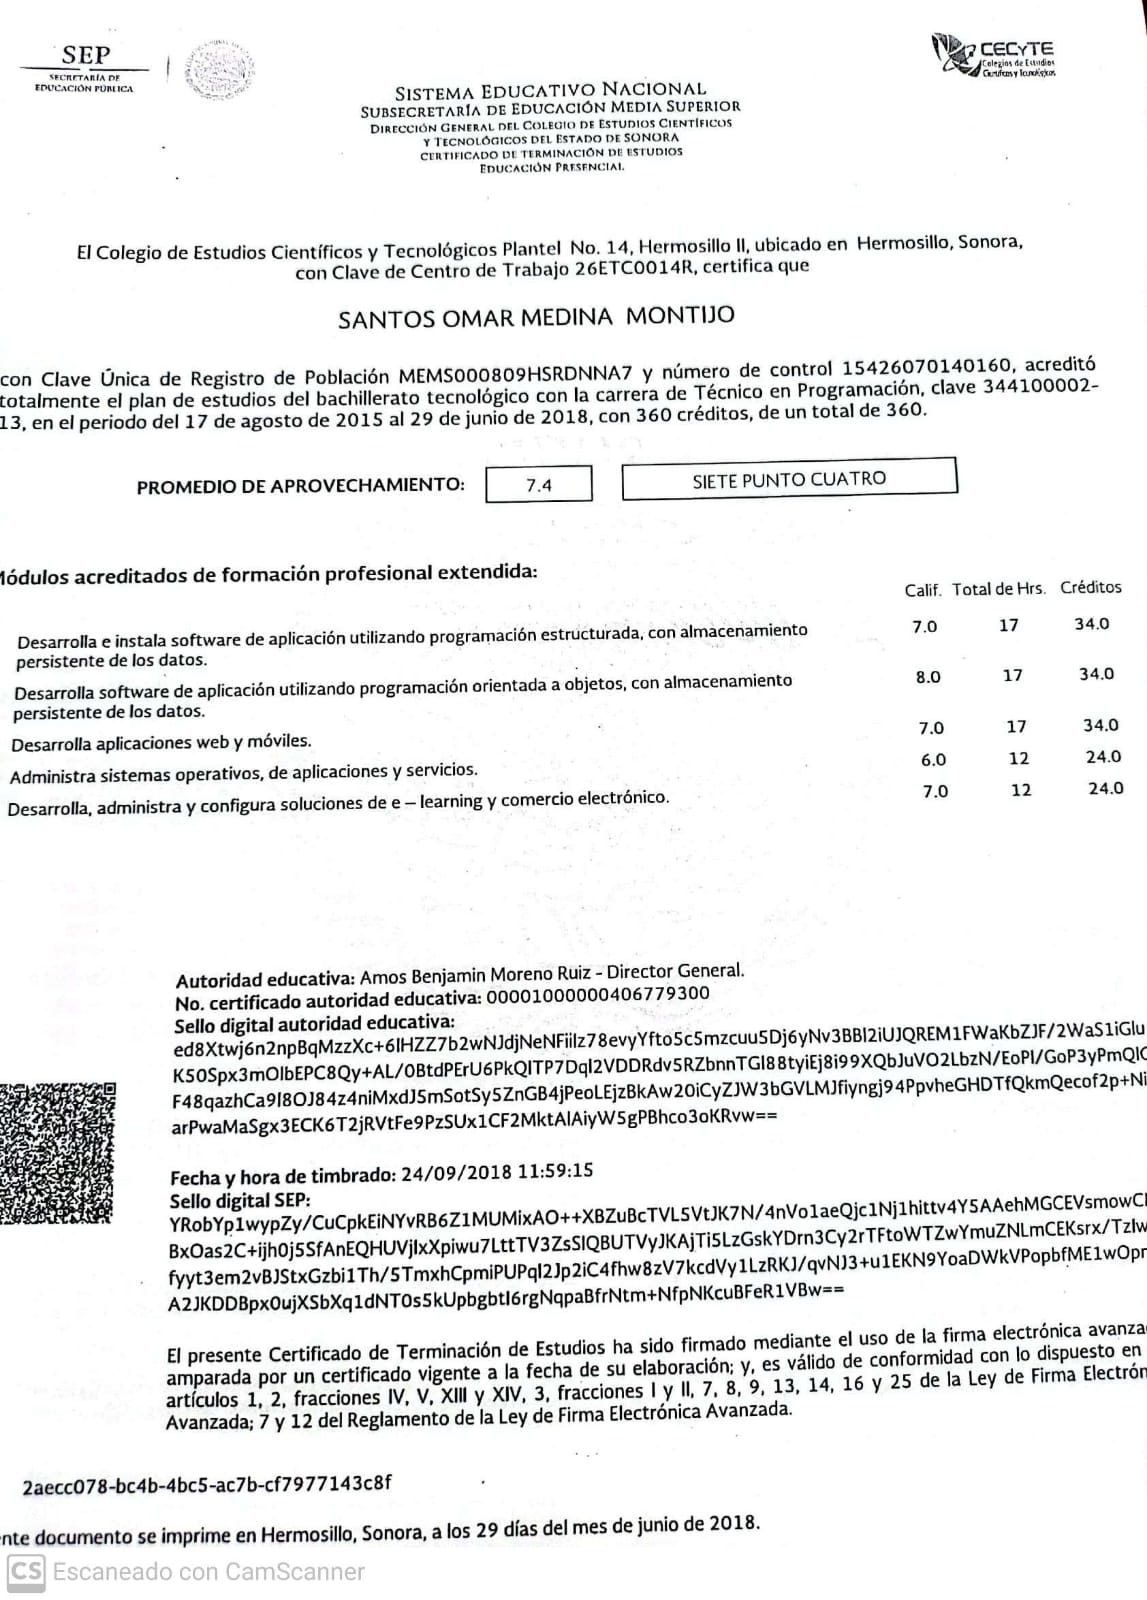 SEP
SECRETARÍA DE
EDUCACIÓN PÚBLICA
CECyTE
Colegios de Estudios
Científicos y Tecnológicos
SISTEMA EDUCATIVO NACIONAL
SUBSECRETARÍA DE EDUCACIÓN MEDIA SUPERIOR
DIRECCIÓN GENERAL DEL COLEGIO DE ESTUDIOS CIENTÍFICOS
Y TECNOLÓGICOS DEL ESTADO DE SONORA
CERTIFICADO DE TERMINACIÓN DE ESTUDIOS
EDUCACIÓN PRESENCIAL
El Colegio de Estudios Científicos y Tecnológicos Plantel No. 14, Hermosillo II, ubicado en Hermosillo, Sonora,
con Clave de Centro de Trabajo 26ETC0014R, certifica que
SANTOS OMAR MEDINA MONTIJO
con Clave Única de Registro de Población MEMS000809HSRDNNA7 y número de control 15426070140160, acreditó
totalmente el plan de estudios del bachillerato tecnológico con la carrera de Técnico en Programación, clave 344100002-
13, en el periodo del 17 de agosto de 2015 al 29 de junio de 2018, con 360 créditos, de un total de 360.
PROMEDIO DE APROVECHAMIENTO: 7.4 SIETE PUNTO CUATRO
Módulos acreditados de formación profesional extendida:
Calif. Total de Hrs. Créditos
Desarrolla e instala software de aplicación utilizando programación estructurada, con almacenamiento 7.0 17 34.0
persistente de los datos.
Desarrolla software de aplicación utilizando programación orientada a objetos, con almacenamiento 8.0 17 34.0
persistente de los datos.
Desarrolla aplicaciones web y móviles. 7.0 17 34.0
Administra sistemas operativos, de aplicaciones y servicios. 6.0 12 24.0
Desarrolla, administra y configura soluciones de e – learning y comercio electrónico. 7.0 12 24.0
Autoridad educativa: Amos Benjamin Moreno Ruiz - Director General.
No. certificado autoridad educativa: 00001000000406779300
Sello digital autoridad educativa:
ed8Xtwj6n2npBqMzzXc+6IHZZ7b2wNJdjNeNFiilz78evyYfto5c5mzcuu5Dj6yNv3BBl2iUJQREM1FWaKbZJF/2WaS1iGlu
K50Spx3mOlbEPC8Qy+AL/0BtdPErU6PkQlTP7Dql2VDDRdv5RZbnnTGl88tyiEj8i99XQbJuVO2LbzN/EoPl/GoP3yPmQlC
F48qazhCa9l8OJ84z4niMxdJ5mSotSy5ZnGB4jPeoLEjzBkAw20iCyZJW3bGVLMJfiyngj94PpvheGHDTfQkmQecof2p+Ni
arPwaMaSgx3ECK6T2jRVtFe9PzSUx1CF2MktAlAiyW5gPBhco3oKRvw==
Fecha y hora de timbrado: 24/09/2018 11:59:15
Sello digital SEP:
YRobYp1wypZy/CuCpkEiNYvRB6Z1MUMixAO++XBZuBcTVL5VtJK7N/4nVo1aeQjc1Nj1hittv4Y5AAehMGCEVsmowCl
BxOas2C+ijh0j5SfAnEQHUVjlxXpiwu7LttTV3ZsSlQBUTVyJKAjTi5LzGskYDrn3Cy2rTFtoWTZwYmuZNLmCEKsrx/Tzlw
fyyt3em2vBJStxGzbi1Th/5TmxhCpmiPUPql2Jp2iC4fhw8zV7kcdVy1LzRKJ/qvNJ3+u1EKN9YoaDWkVPopbfME1wOpr
A2JKDDBpx0ujXSbXq1dNT0s5kUpbgbtl6rgNqpaBfrNtm+NfpNKcuBFeR1VBw==
El presente Certificado de Terminación de Estudios ha sido firmado mediante el uso de la firma electrónica avanza
amparada por un certificado vigente a la fecha de su elaboración; y, es válido de conformidad con lo dispuesto en
artículos 1, 2, fracciones IV, V, XIII y XIV, 3, fracciones I y II, 7, 8, 9, 13, 14, 16 y 25 de la Ley de Firma Electrón
Avanzada; 7 y 12 del Reglamento de la Ley de Firma Electrónica Avanzada.
2aecc078-bc4b-4bc5-ac7b-cf7977143c8f
nte documento se imprime en Hermosillo, Sonora, a los 29 días del mes de junio de 2018.
CS Escaneado con CamScanner